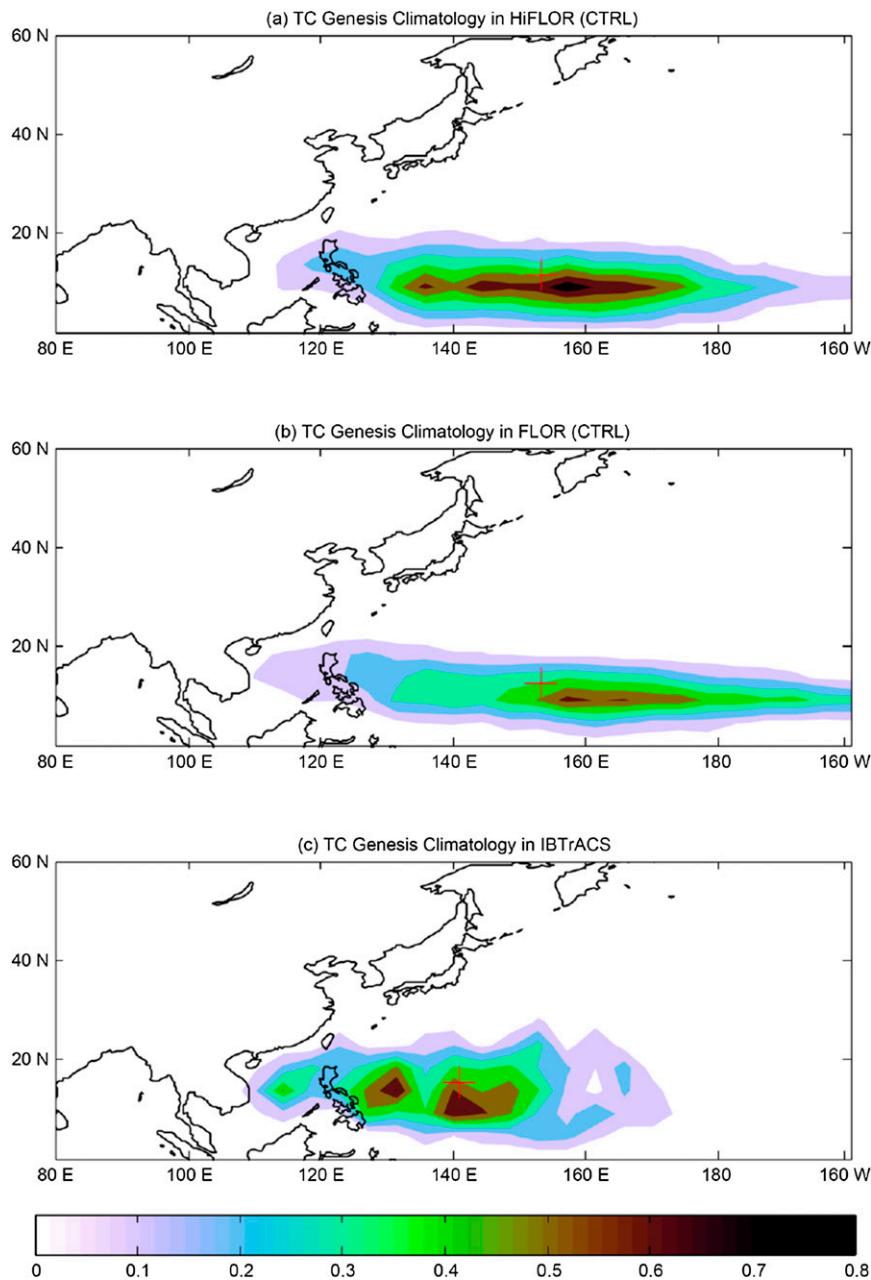 (a) TC Genesis Climatology in HiFLOR (CTRL)
60 N
40 N
20 N
80 E 100 E 120 E 140 E 160 E 180 160 W
(b) TC Genesis Climatology in FLOR (CTRL)
60 N
40 N
20 N
80 E 100 E 120 E 140 E 160 E 180 160 W
(c) TC Genesis Climatology in IBTrACS
60 N
40 N
20 N
80 E 100 E 120 E 140 E 160 E 180 160 W
0 0.1 0.2 0.3 0.4 0.5 0.6 0.7 0.8